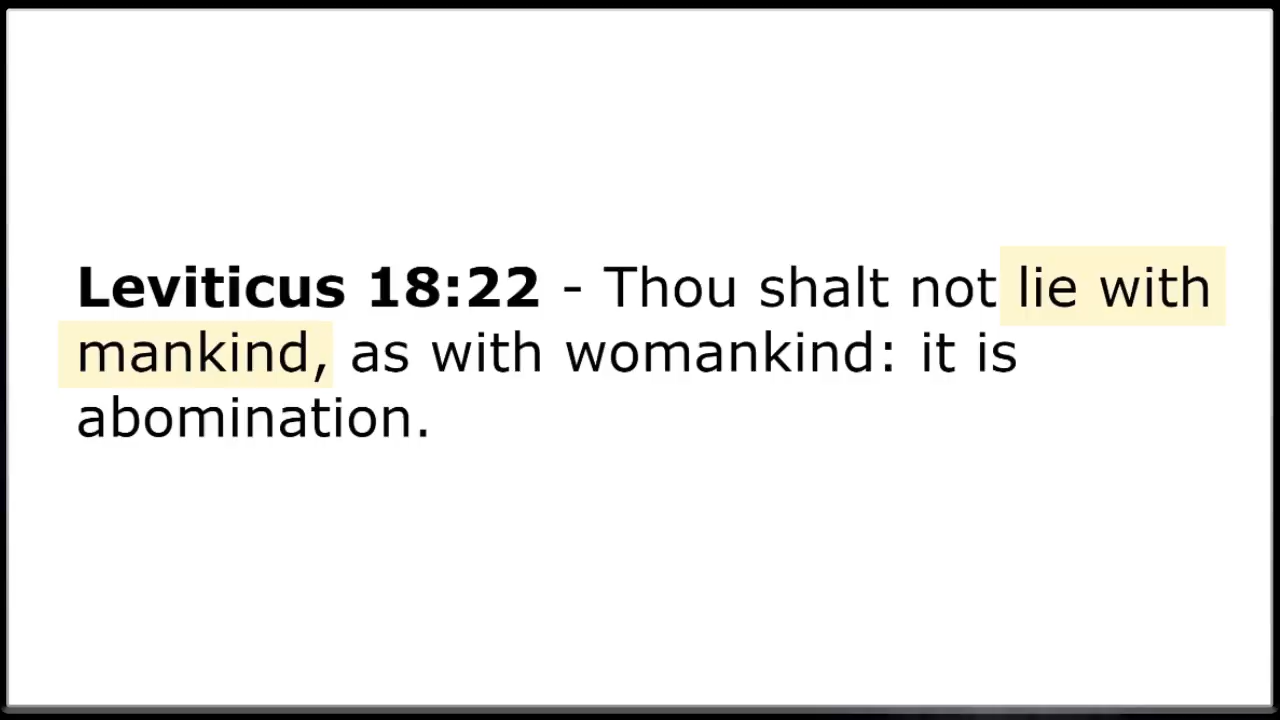 Leviticus 18:22 - Thou shalt not lie with
mankind, as with womankind: it is
abomination.